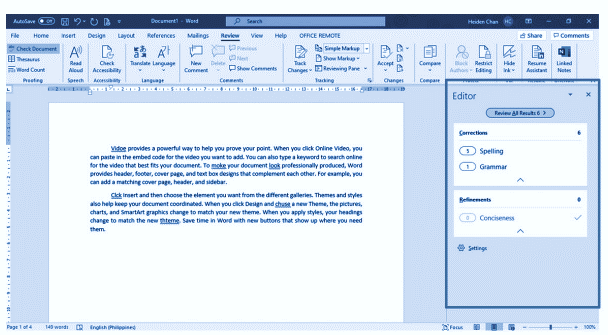 AutoSave Off Document1 - Word Search Heiden Chan HC
File Home Insert Design Layout References Mailings Review View Help OFFICE REMOTE Share Comments
Check Document
Thesaurus
Word Count
Proofing
Read Aloud
Speech
Check Accessibility
Accessibility
Translate Language
Language
New Comment
Delete
Previous
Next
Show Comments
Comments
Track Changes
Simple Markup
Show Markup
Reviewing Pane
Tracking
Accept
Changes
Compare
Compare
Block Authors
Restrict Editing
Hide Ink
Ink
Resume Assistant
Linked Notes
Vidoe provides a powerful way to help you prove your point. When you click Online Video, you
can paste in the embed code for the video you want to add. You can also type a keyword to search online
for the video that best fits your document. To mske your document look professionally produced, Word
provides header, footer, cover page, and text box designs that complement each other. For example, you
can add a matching cover page, header, and sidebar.
Clck Insert and then choose the element you want from the different galleries. Themes and styles
also help keep your document coordinated. When you click Design and chuse a new Theme, the pictures,
charts, and SmartArt graphics change to match your new theme. When you apply styles, your headings
change to match the new thteme. Save time in Word with new buttons that show up where you need
them.
Editor
Review All Results 6
Corrections 6
5 Spelling
1 Grammar
Refinements 0
0 Conciseness
Settings
Page 1 of 4 149 words English (Philippines) Focus 100%